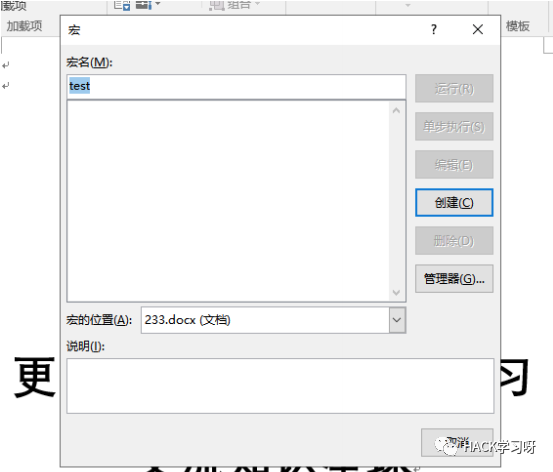 载项
组合
加载项
模板
宏
?
宏名(M):
test
运行(R)
单步执行(S)
编辑(E)
创建(C)
删除(D)
管理器(G)...
宏的位置(A):
233.docx (文档)
说明(I):
更
习
取消
HACK学习呀